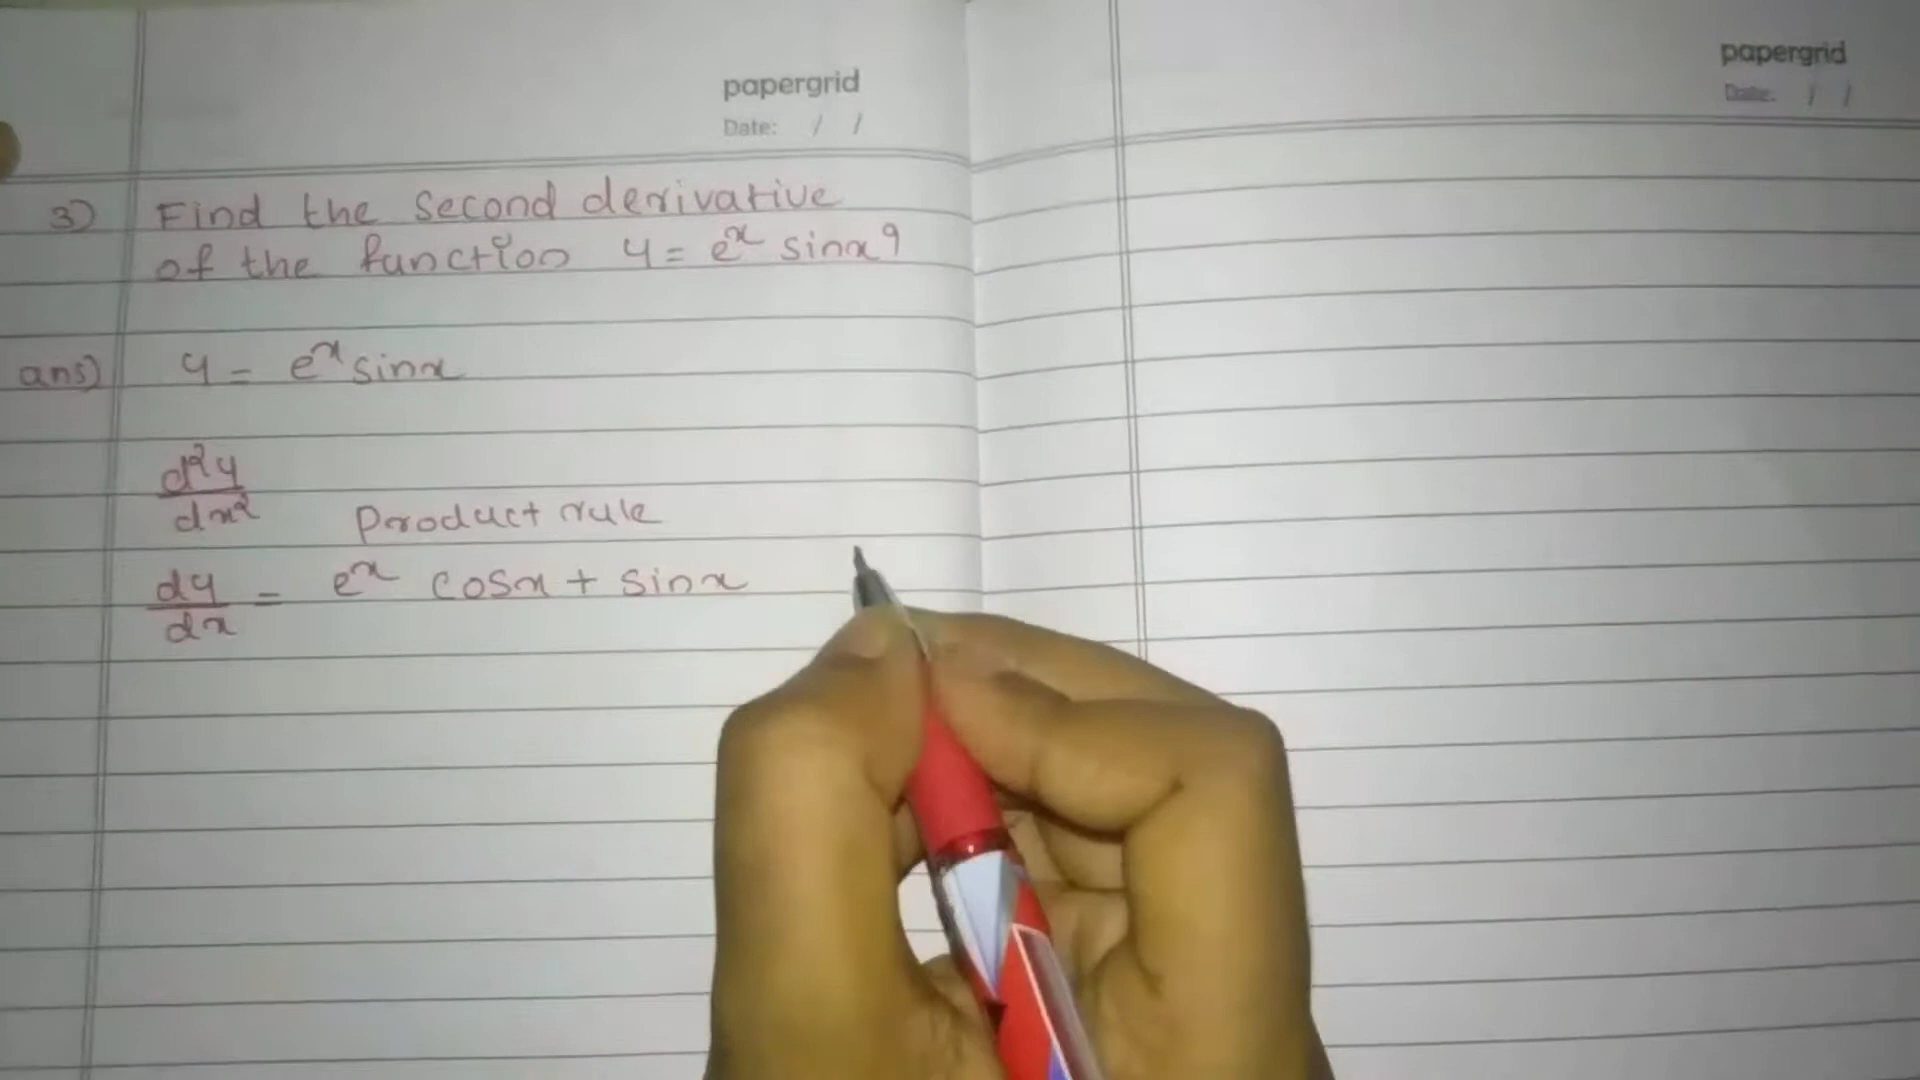 papergrid
Date: / /
papergrid
Date: / /
3) Find the second derivative
of the function y = e^x sinx?
ans) y = e^x sinx
d²y
dx²
Product rule
dy/dx = e^x cosx + sinx